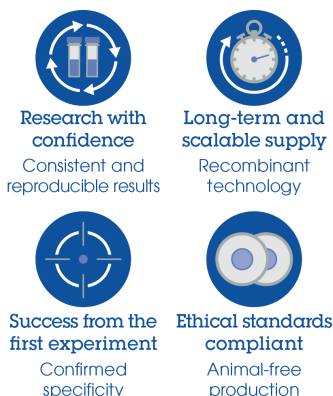 Research with
confidence
Consistent and
reproducible results
Long-term and
scalable supply
Recombinant
technology
Success from the
first experiment
Confirmed
specificity
Ethical standards
compliant
Animal-free
production